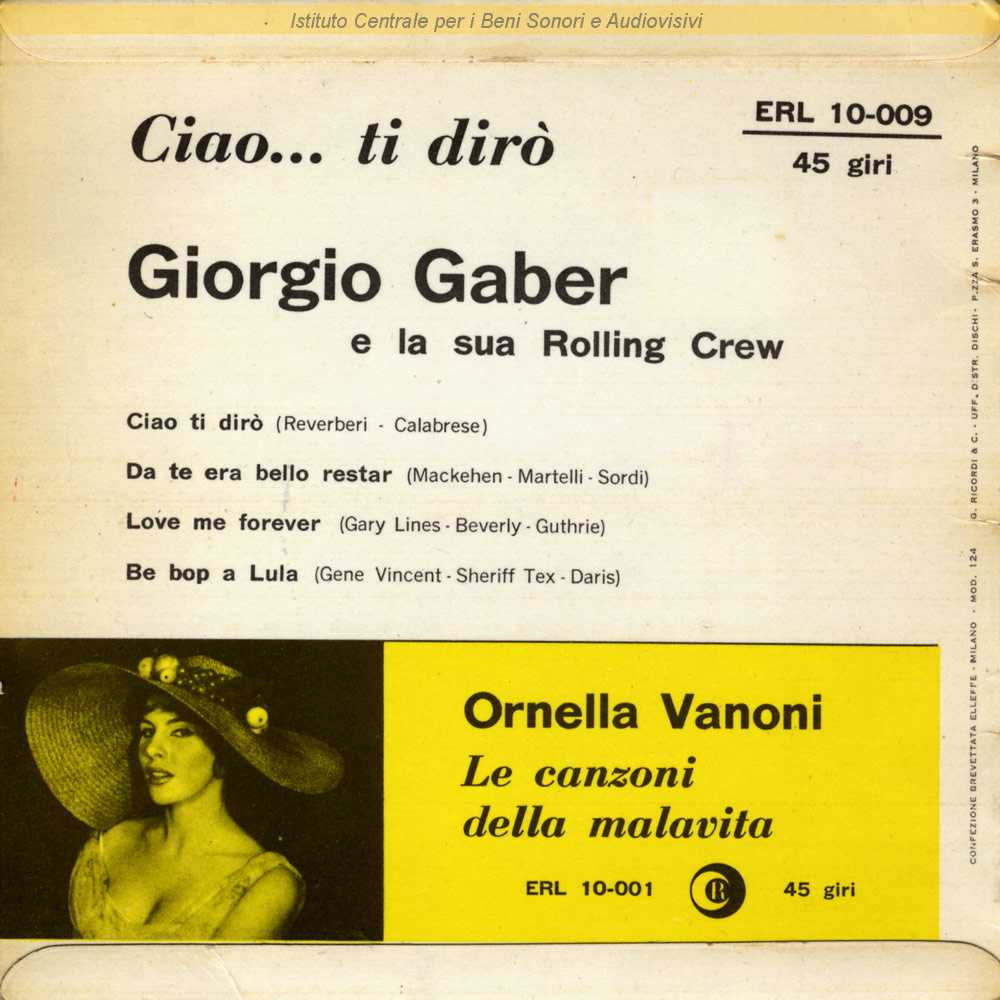 Istituto Centrale per i Beni Sonori e Audiovisivi
Ciao... ti dirò
ERL 10-009
45 giri
Giorgio Gaber
e la sua Rolling Crew
Ciao ti dirò (Reverberi - Calabrese)
Da te era bello restar (Mackehen - Martelli - Sordi)
Love me forever (Gary Lines - Beverly - Guthrie)
Be bop a Lula (Gene Vincent - Sheriff Tex - Daris)
Ornella Vanoni
Le canzoni
della malavita
ERL 10-001
R
45 giri
CONFEZIONE BREVETTATA ELLEFFE - MILANO - MOD. 124 G. RICORDI & C. - UFF. DISTR. DISCHI - P.ZZA S. ERASMO 3 - MILANO